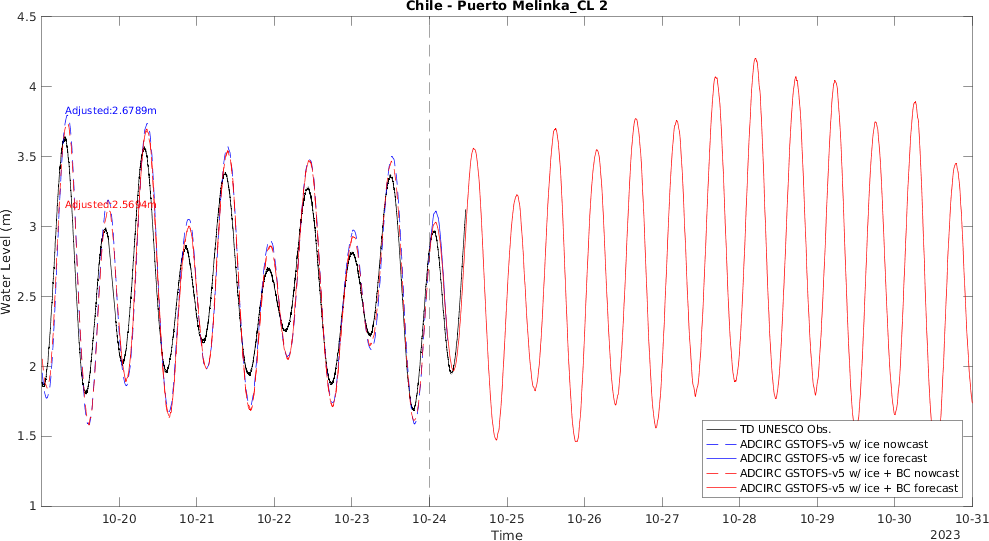 Chile - Puerto Melinka_CL 2
4.5
4
3.5
3
2.5
2
1.5
1
Water Level (m)
Adjusted:2.6789m
Adjusted:2.5694m
TD UNESCO Obs.
ADCIRC GSTOFS-v5 w/ ice nowcast
ADCIRC GSTOFS-v5 w/ ice forecast
ADCIRC GSTOFS-v5 w/ ice + BC nowcast
ADCIRC GSTOFS-v5 w/ ice + BC forecast
10-20 10-21 10-22 10-23 10-24 10-25 10-26 10-27 10-28 10-29 10-30 10-31
Time
2023